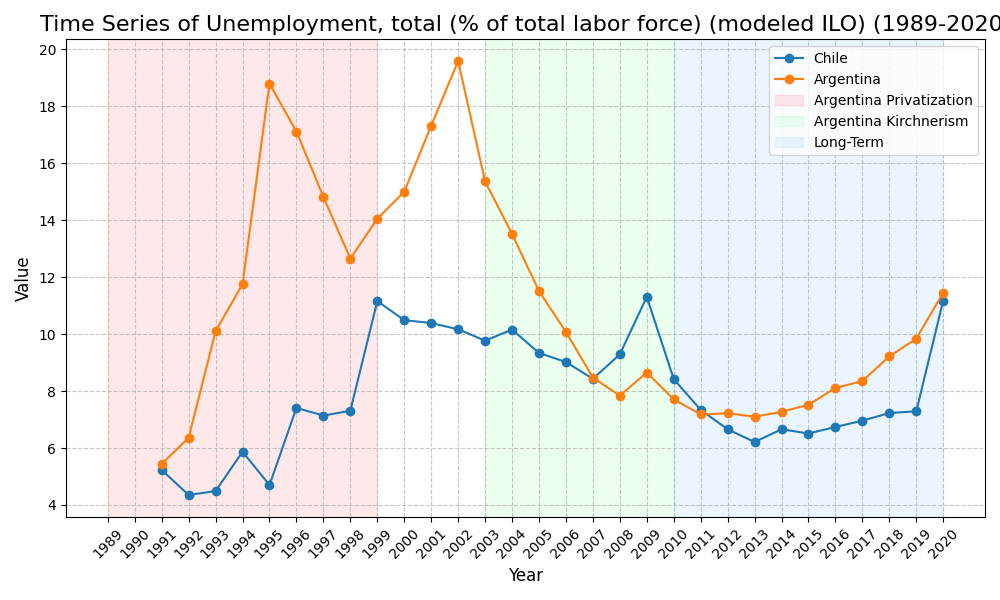 Time Series of Unemployment, total (% of total labor force) (modeled ILO) (1989-2020
Chile
Argentina
Argentina Privatization
Argentina Kirchnerism
Long-Term
Value
20
18
16
14
12
10
8
6
4
1989 1990 1991 1992 1993 1994 1995 1996 1997 1998 1999 2000 2001 2002 2003 2004 2005 2006 2007 2008 2009 2010 2011 2012 2013 2014 2015 2016 2017 2018 2019 2020
Year